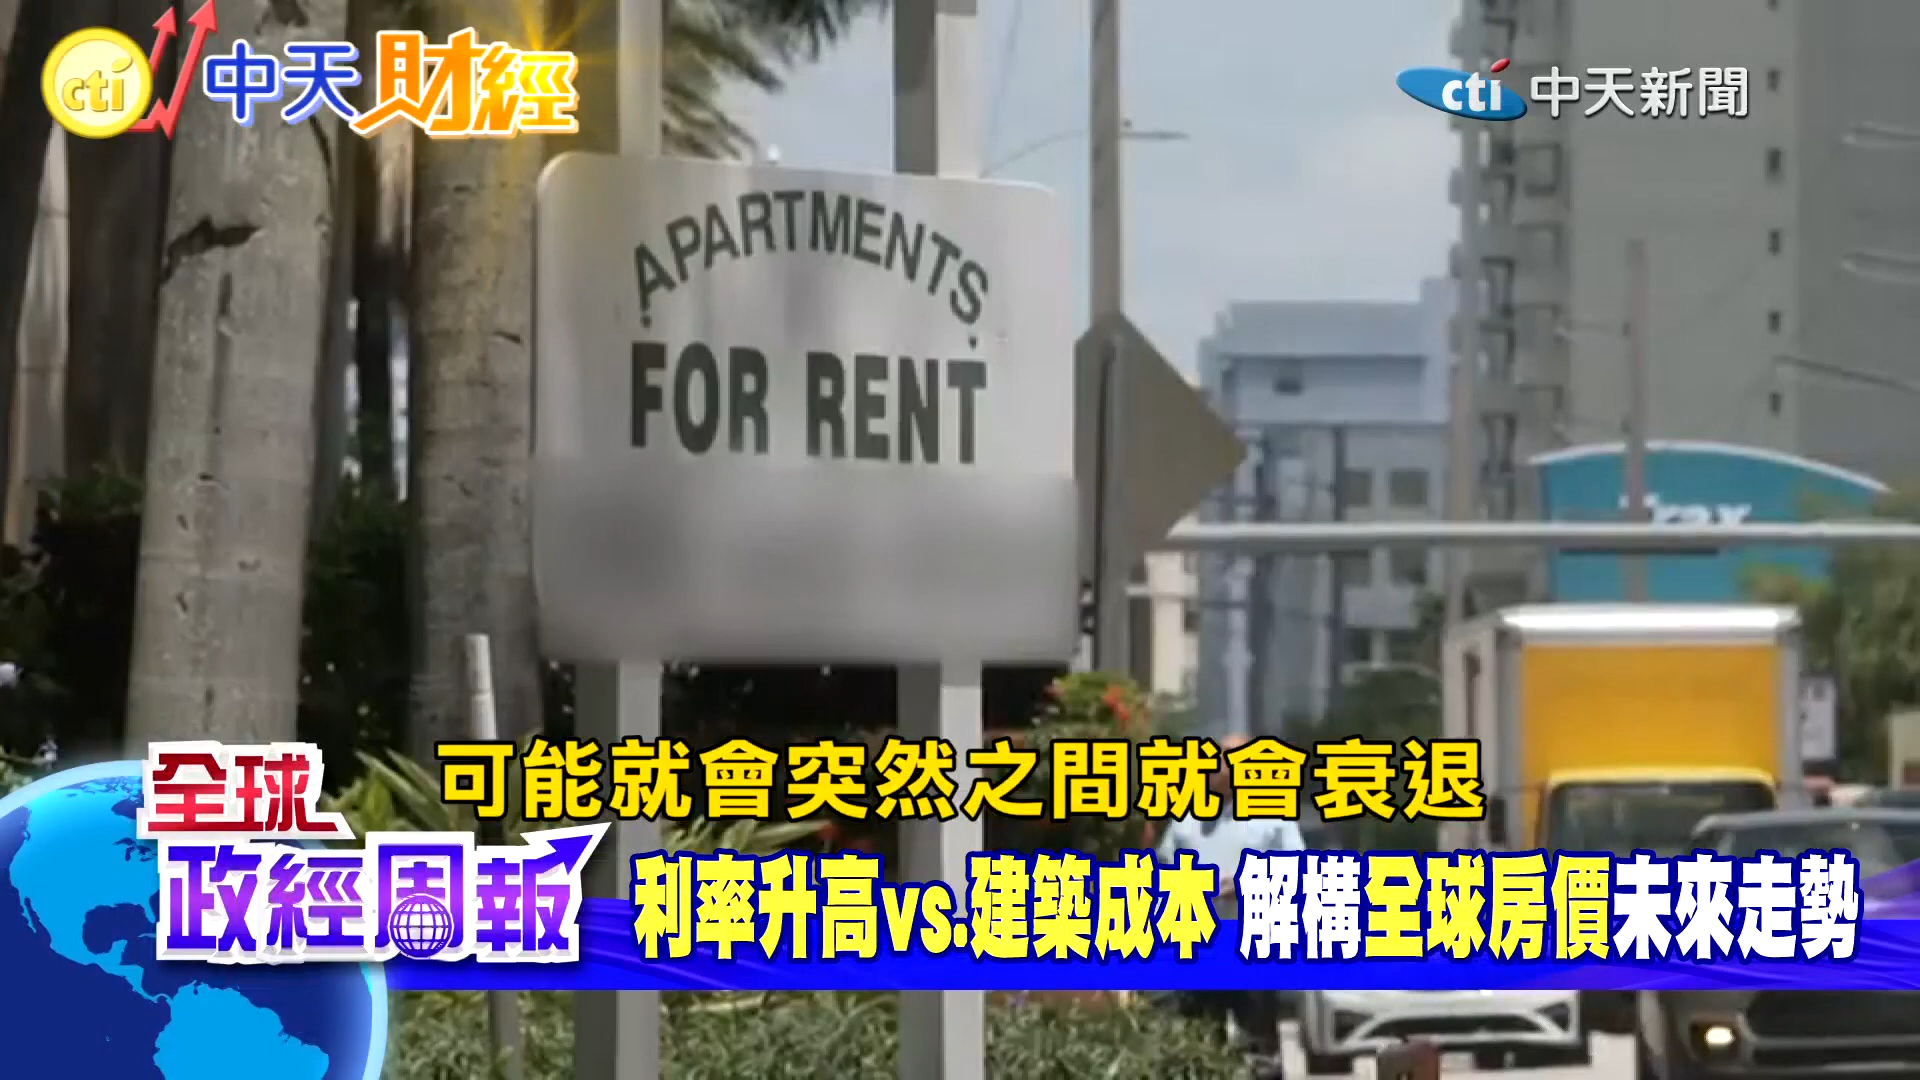 cti 中天財經
cti 中天新聞
APARTMENTS
FOR RENT
可能就會突然之間就會衰退
全球
政經周報
利率升高vs.建築成本 解構全球房價未來走勢